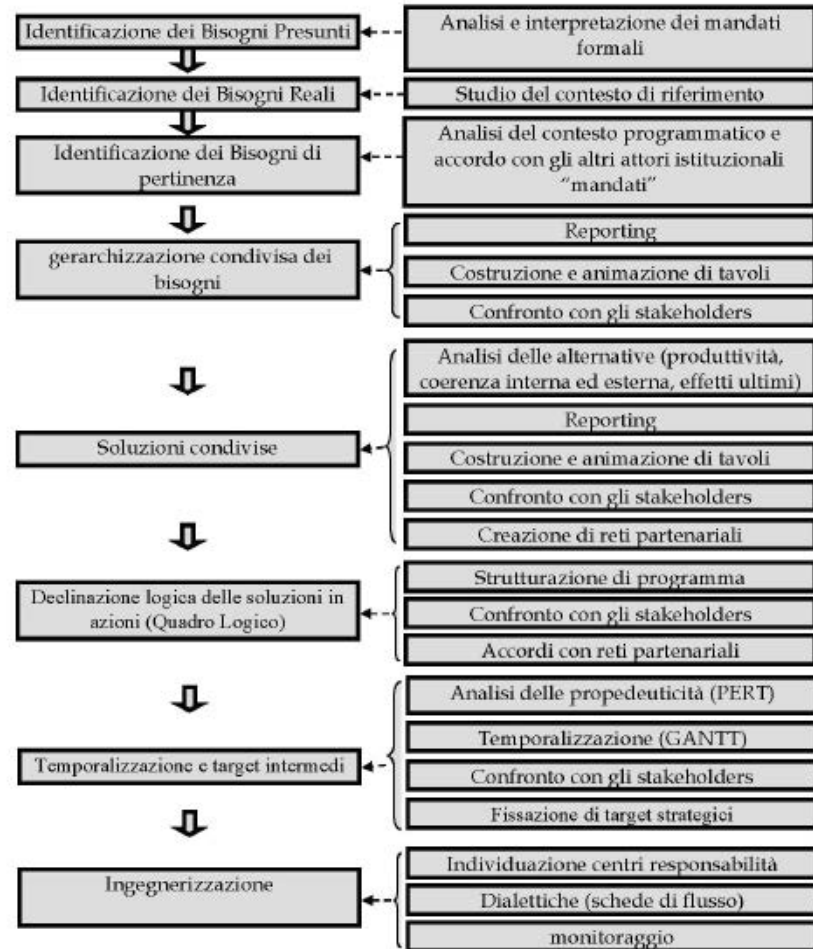 Identificazione dei Bisogni Presunti
Analisi e interpretazione dei mandati
formali
Identificazione dei Bisogni Reali
Studio del contesto di riferimento
Identificazione dei Bisogni di
pertinenza
Analisi del contesto programmatico e
accordo con gli altri attori istituzionali
“mandati”
gerarchizzazione condivisa dei
bisogni
Reporting
Costruzione e animazione di tavoli
Confronto con gli stakeholders
Soluzioni condivise
Analisi delle alternative (produttività,
coerenza interna ed esterna, effetti ultimi)
Reporting
Costruzione e animazione di tavoli
Confronto con gli stakeholders
Creazione di reti partenariali
Declinazione logica delle soluzioni in
azioni (Quadro Logico)
Strutturazione di programma
Confronto con gli stakeholders
Accordi con reti partenariali
Temporalizzazione e target intermedi
Analisi delle propedeuticità (PERT)
Temporalizzazione (GANTT)
Confronto con gli stakeholders
Fissazione di target strategici
Ingegnerizzazione
Individuazione centri responsabilità
Dialettiche (schede di flusso)
monitoraggio